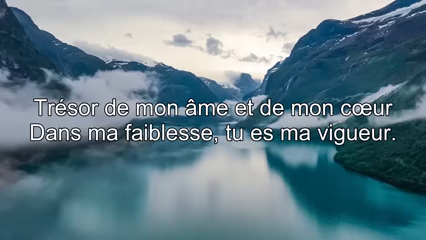 Trésor de mon âme et de mon cœur
Dans ma faiblesse, tu es ma vigueur.